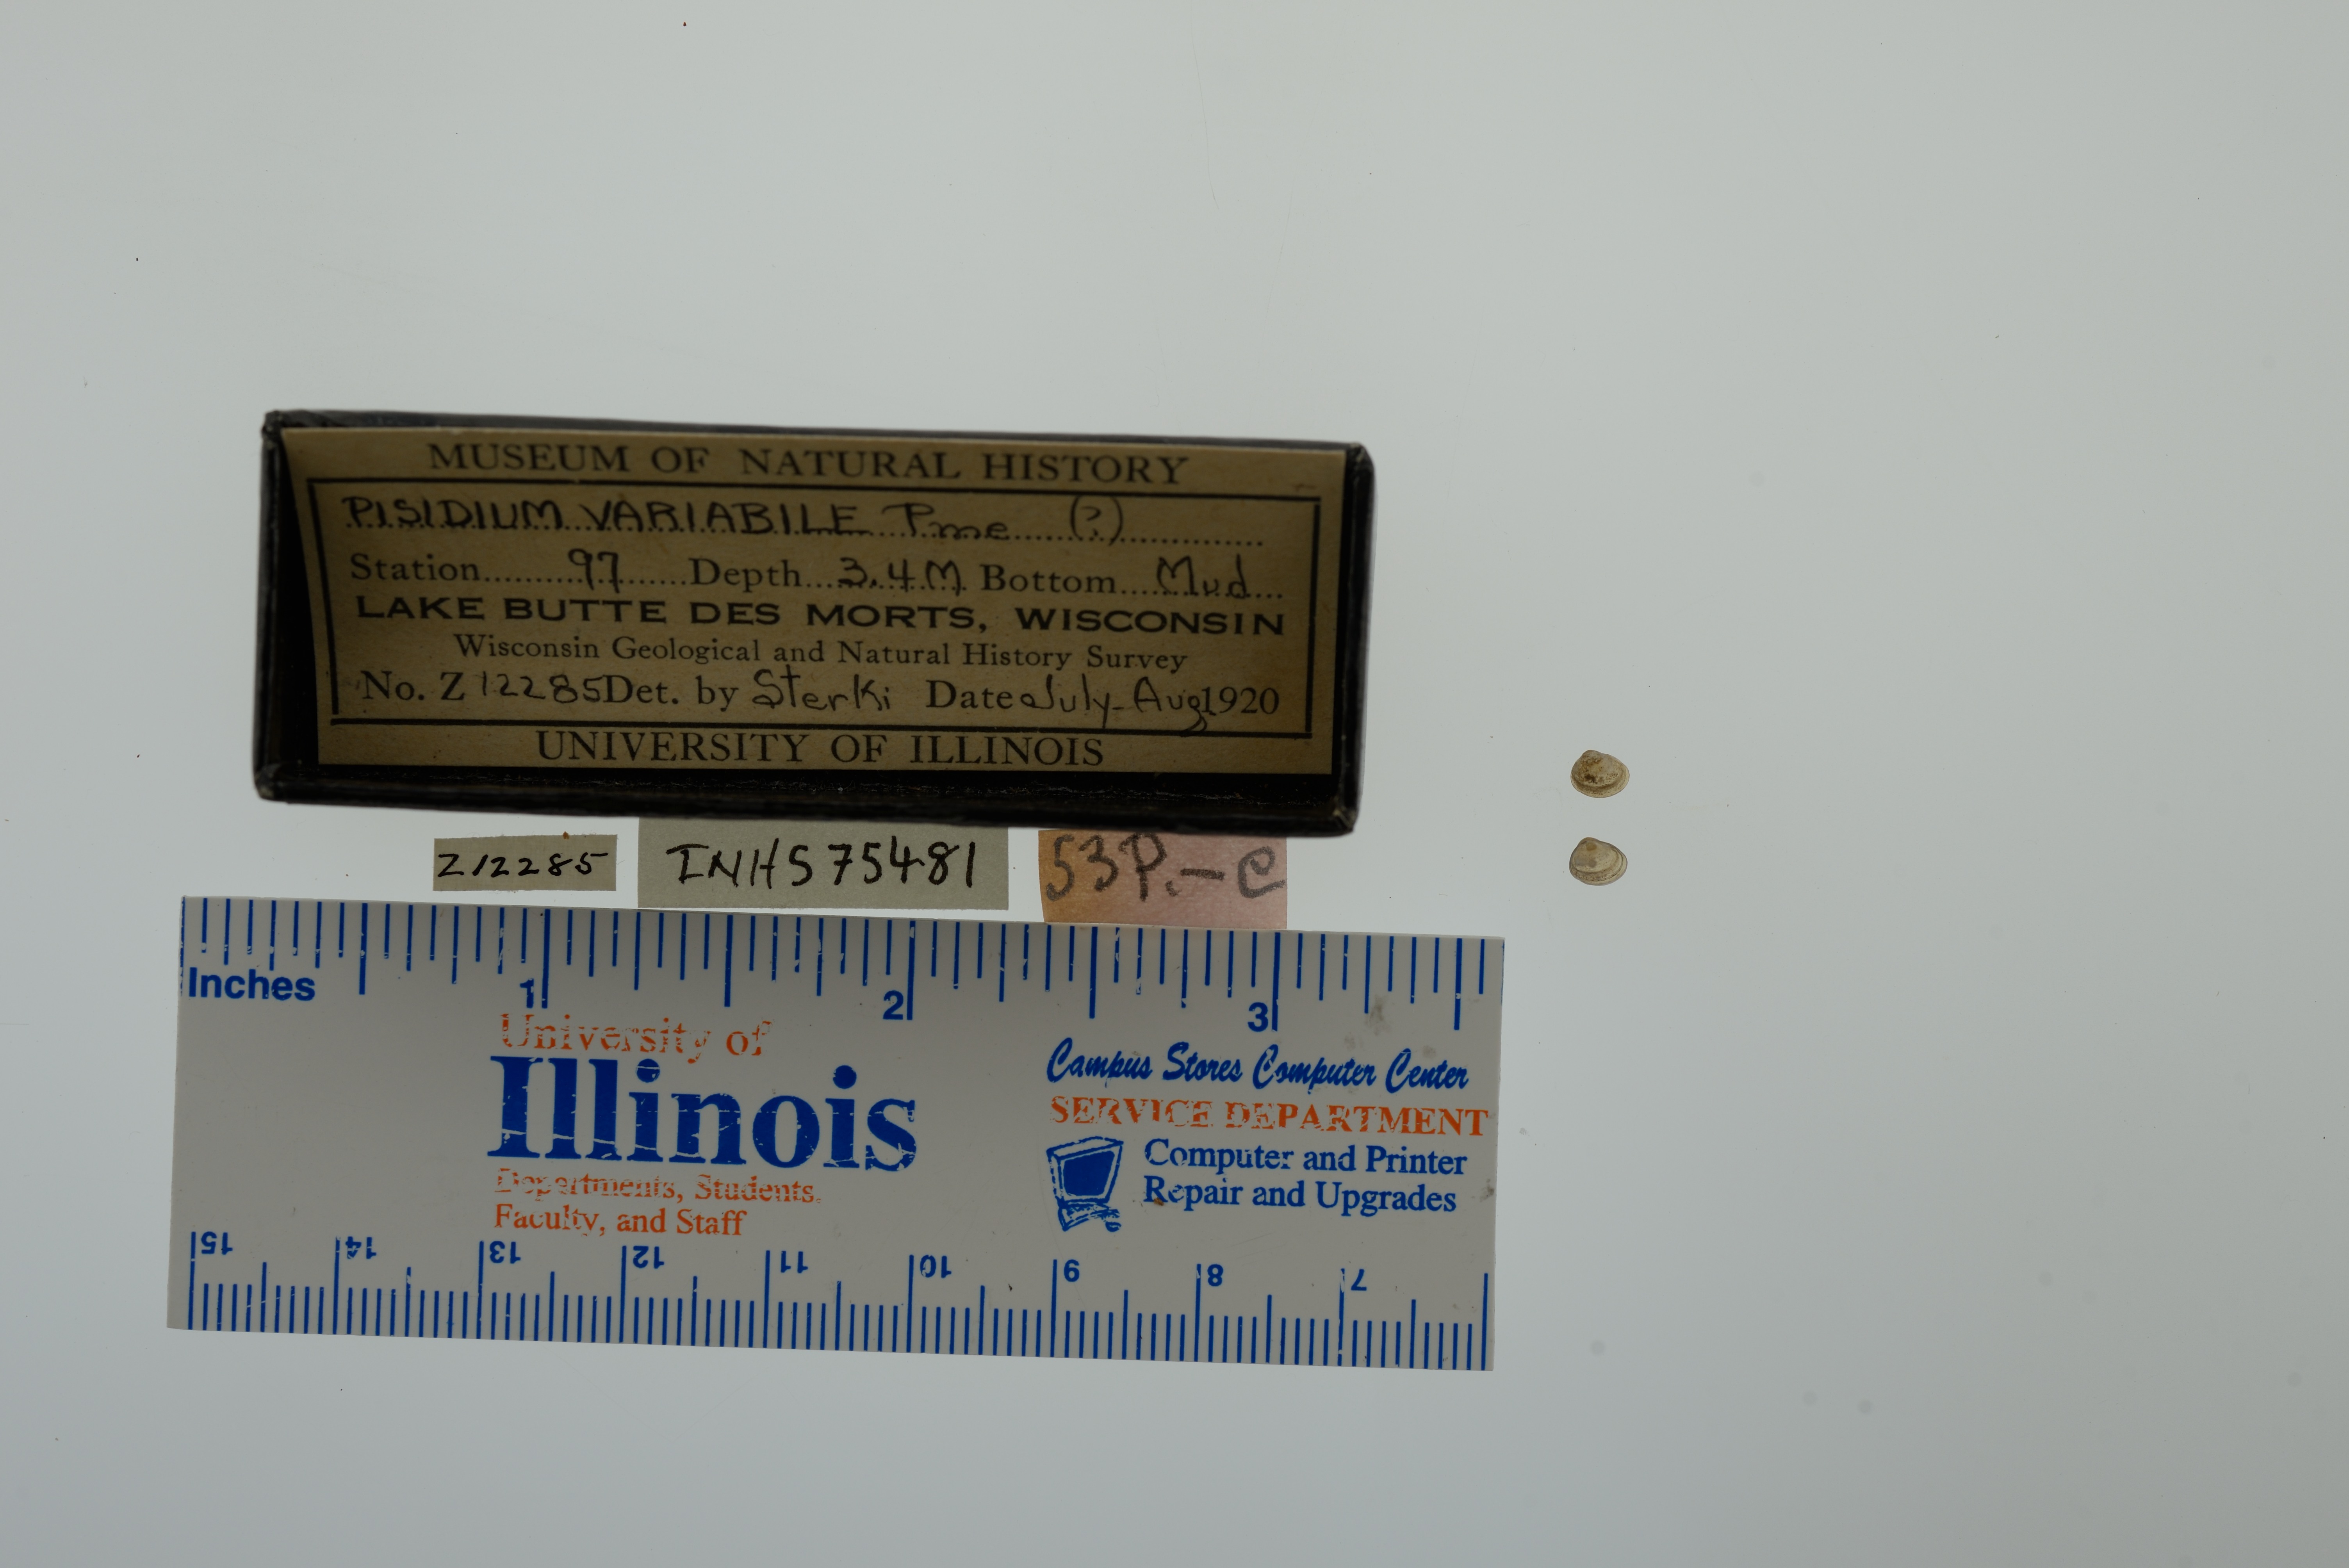 MUSEUM OF NATURAL HISTORY
PISIDIUM VARIABILE Pme (?)
Station 97 Depth 3.4 M. Bottom Mud
LAKE BUTTE DES MORTS, WISCONSIN
Wisconsin Geological and Natural History Survey
No. Z 12285 Det. by Sterki Date July-Aug 1920
UNIVERSITY OF ILLINOIS
Z12285
INHS75481
53P.-C
Inches 1 2 3
University of
Illinois
Departments, Students,
Faculty, and Staff
Campus Stores Computer Center
SERVICE DEPARTMENT
Computer and Printer
Repair and Upgrades
15 14 13 12 11 10 9 8 7